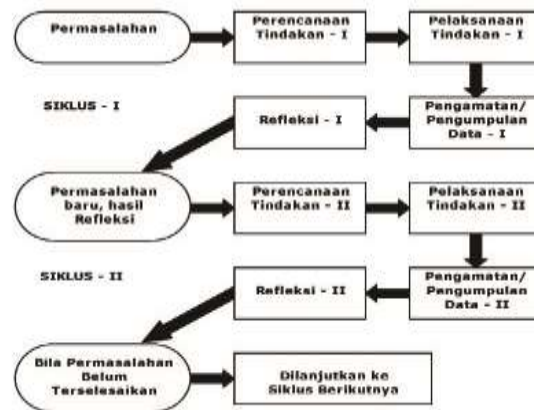 Permasalahan
Perencanaan
Tindakan - I
Pelaksanaan
Tindakan - I
SIKLUS - I
Refleksi - I
Pengamatan/
Pengumpulan
Data - I
Permasalahan
baru, hasil
Refleksi
Perencanaan
Tindakan - II
Pelaksanaan
Tindakan - II
SIKLUS - II
Refleksi - II
Pengamatan/
Pengumpulan
Data - II
Bila Permasalahan
Belum
Terselesaikan
Dilanjutkan ke
Siklus Berikutnya